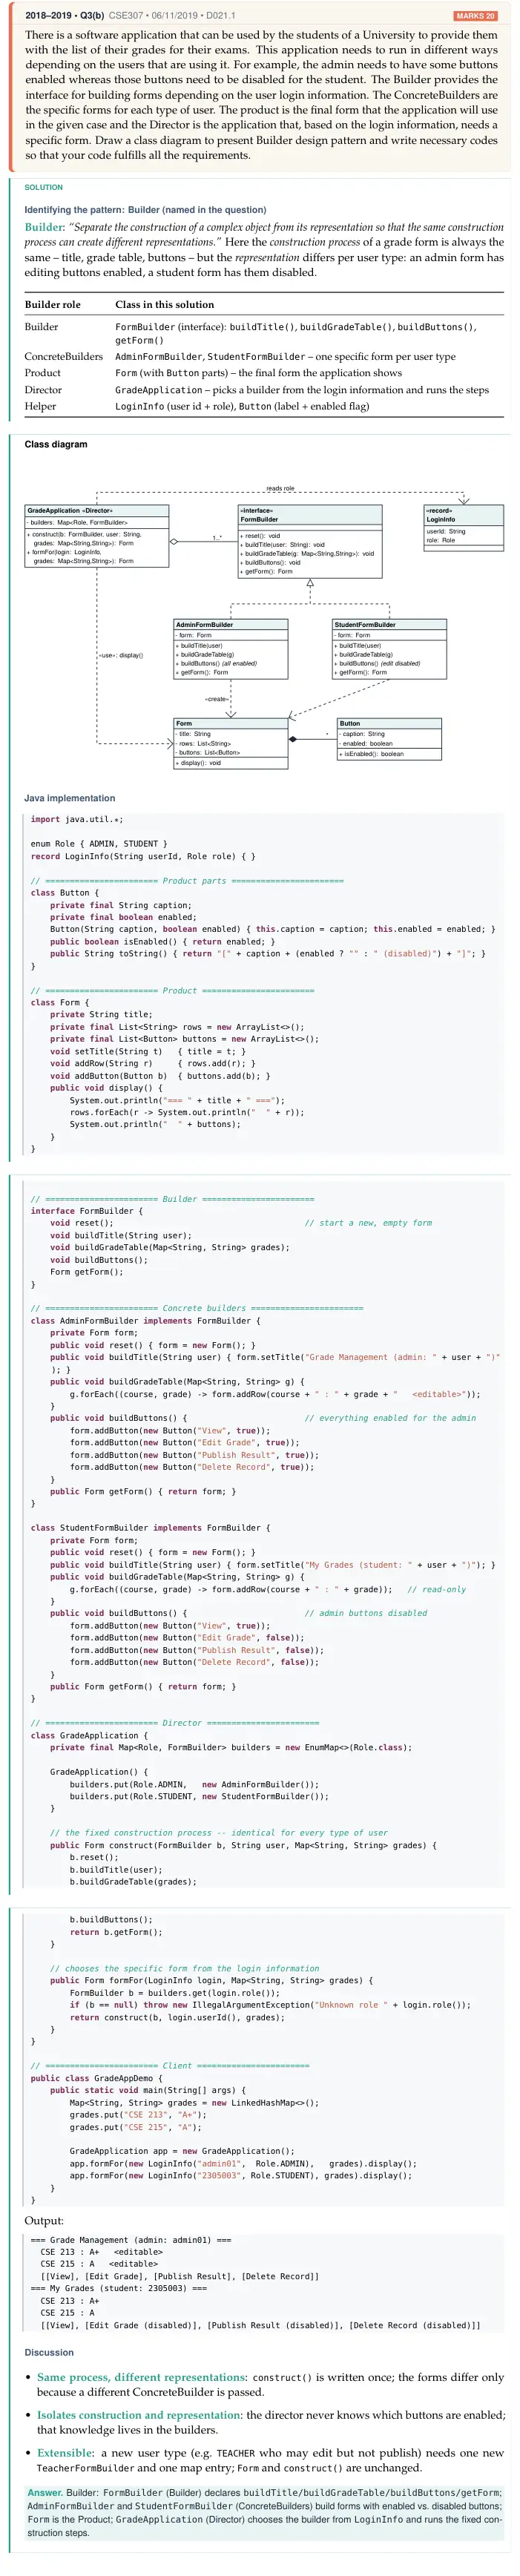 2018–2019 • Q3(b) CSE307 • 06/11/2019 • D021.1 MARKS 20
There is a software application that can be used by the students of a University to provide them
with the list of their grades for their exams. This application needs to run in different ways
depending on the users that are using it. For example, the admin needs to have some buttons
enabled whereas those buttons need to be disabled for the student. The Builder provides the
interface for building forms depending on the user login information. The ConcreteBuilders are
the specific forms for each type of user. The product is the final form that the application will use
in the given case and the Director is the application that, based on the login information, needs a
specific form. Draw a class diagram to present Builder design pattern and write necessary codes
so that your code fulfills all the requirements.
SOLUTION
Identifying the pattern: Builder (named in the question)
Builder: “Separate the construction of a complex object from its representation so that the same construction
process can create different representations.” Here the construction process of a grade form is always the
same – title, grade table, buttons – but the representation differs per user type: an admin form has
editing buttons enabled, a student form has them disabled.
Builder role Class in this solution
Builder FormBuilder (interface): buildTitle(), buildGradeTable(), buildButtons(),
getForm()
ConcreteBuilders AdminFormBuilder, StudentFormBuilder – one specific form per user type
Product Form (with Button parts) – the final form the application shows
Director GradeApplication – picks a builder from the login information and runs the steps
Helper LoginInfo (user id + role), Button (label + enabled flag)
Class diagram
reads role
GradeApplication «Director»
- builders: Map<Role, FormBuilder>
+ construct(b: FormBuilder, user: String,
grades: Map<String,String>): Form
+ formFor(login: LoginInfo,
grades: Map<String,String>): Form
1..*
«interface»
FormBuilder
+ reset(): void
+ buildTitle(user: String): void
+ buildGradeTable(g: Map<String,String>): void
+ buildButtons(): void
+ getForm(): Form
«record»
LoginInfo
userId: String
role: Role
AdminFormBuilder
- form: Form
+ buildTitle(user)
+ buildGradeTable(g)
+ buildButtons() (all enabled)
+ getForm(): Form
StudentFormBuilder
- form: Form
+ buildTitle(user)
+ buildGradeTable(g)
+ buildButtons() (edit disabled)
+ getForm(): Form
«use»: display()
«create»
Form
- title: String
- rows: List<String>
- buttons: List<Button>
+ display(): void
*
Button
- caption: String
- enabled: boolean
+ isEnabled(): boolean
Java implementation
import java.util.*;
enum Role { ADMIN, STUDENT }
record LoginInfo(String userId, Role role) { }
// ======================= Product parts =======================
class Button {
private final String caption;
private final boolean enabled;
Button(String caption, boolean enabled) { this.caption = caption; this.enabled = enabled; }
public boolean isEnabled() { return enabled; }
public String toString() { return "[" + caption + (enabled ? "" : " (disabled)") + "]"; }
}
// ======================= Product =======================
class Form {
private String title;
private final List<String> rows = new ArrayList<>();
private final List<Button> buttons = new ArrayList<>();
void setTitle(String t) { title = t; }
void addRow(String r) { rows.add(r); }
void addButton(Button b) { buttons.add(b); }
public void display() {
System.out.println("=== " + title + " ===");
rows.forEach(r -> System.out.println("  " + r));
System.out.println("  " + buttons);
}
}
// ======================= Builder =======================
interface FormBuilder {
void reset(); // start a new, empty form
void buildTitle(String user);
void buildGradeTable(Map<String, String> grades);
void buildButtons();
Form getForm();
}
// ======================= Concrete builders =======================
class AdminFormBuilder implements FormBuilder {
private Form form;
public void reset() { form = new Form(); }
public void buildTitle(String user) { form.setTitle("Grade Management (admin: " + user + ")"
); }
public void buildGradeTable(Map<String, String> g) {
g.forEach((course, grade) -> form.addRow(course + " : " + grade + "   <editable>"));
}
public void buildButtons() { // everything enabled for the admin
form.addButton(new Button("View", true));
form.addButton(new Button("Edit Grade", true));
form.addButton(new Button("Publish Result", true));
form.addButton(new Button("Delete Record", true));
}
public Form getForm() { return form; }
}
class StudentFormBuilder implements FormBuilder {
private Form form;
public void reset() { form = new Form(); }
public void buildTitle(String user) { form.setTitle("My Grades (student: " + user + ")"); }
public void buildGradeTable(Map<String, String> g) {
g.forEach((course, grade) -> form.addRow(course + " : " + grade)); // read-only
}
public void buildButtons() { // admin buttons disabled
form.addButton(new Button("View", true));
form.addButton(new Button("Edit Grade", false));
form.addButton(new Button("Publish Result", false));
form.addButton(new Button("Delete Record", false));
}
public Form getForm() { return form; }
}
// ======================= Director =======================
class GradeApplication {
private final Map<Role, FormBuilder> builders = new EnumMap<>(Role.class);
GradeApplication() {
builders.put(Role.ADMIN, new AdminFormBuilder());
builders.put(Role.STUDENT, new StudentFormBuilder());
}
// the fixed construction process -- identical for every type of user
public Form construct(FormBuilder b, String user, Map<String, String> grades) {
b.reset();
b.buildTitle(user);
b.buildGradeTable(grades);
b.buildButtons();
return b.getForm();
}
// chooses the specific form from the login information
public Form formFor(LoginInfo login, Map<String, String> grades) {
FormBuilder b = builders.get(login.role());
if (b == null) throw new IllegalArgumentException("Unknown role " + login.role());
return construct(b, login.userId(), grades);
}
}
// ======================= Client =======================
public class GradeAppDemo {
public static void main(String[] args) {
Map<String, String> grades = new LinkedHashMap<>();
grades.put("CSE 213", "A+");
grades.put("CSE 215", "A");
GradeApplication app = new GradeApplication();
app.formFor(new LoginInfo("admin01", Role.ADMIN), grades).display();
app.formFor(new LoginInfo("2305003", Role.STUDENT), grades).display();
}
}
Output:
=== Grade Management (admin: admin01) ===
CSE 213 : A+ <editable>
CSE 215 : A <editable>
[[View], [Edit Grade], [Publish Result], [Delete Record]]
=== My Grades (student: 2305003) ===
CSE 213 : A+
CSE 215 : A
[[View], [Edit Grade (disabled)], [Publish Result (disabled)], [Delete Record (disabled)]]
Discussion
• Same process, different representations: construct() is written once; the forms differ only
because a different ConcreteBuilder is passed.
• Isolates construction and representation: the director never knows which buttons are enabled;
that knowledge lives in the builders.
• Extensible: a new user type (e.g. TEACHER who may edit but not publish) needs one new
TeacherFormBuilder and one map entry; Form and construct() are unchanged.
Answer. Builder: FormBuilder (Builder) declares buildTitle/buildGradeTable/buildButtons/getForm;
AdminFormBuilder and StudentFormBuilder (ConcreteBuilders) build forms with enabled vs. disabled buttons;
Form is the Product; GradeApplication (Director) chooses the builder from LoginInfo and runs the fixed con-
struction steps.